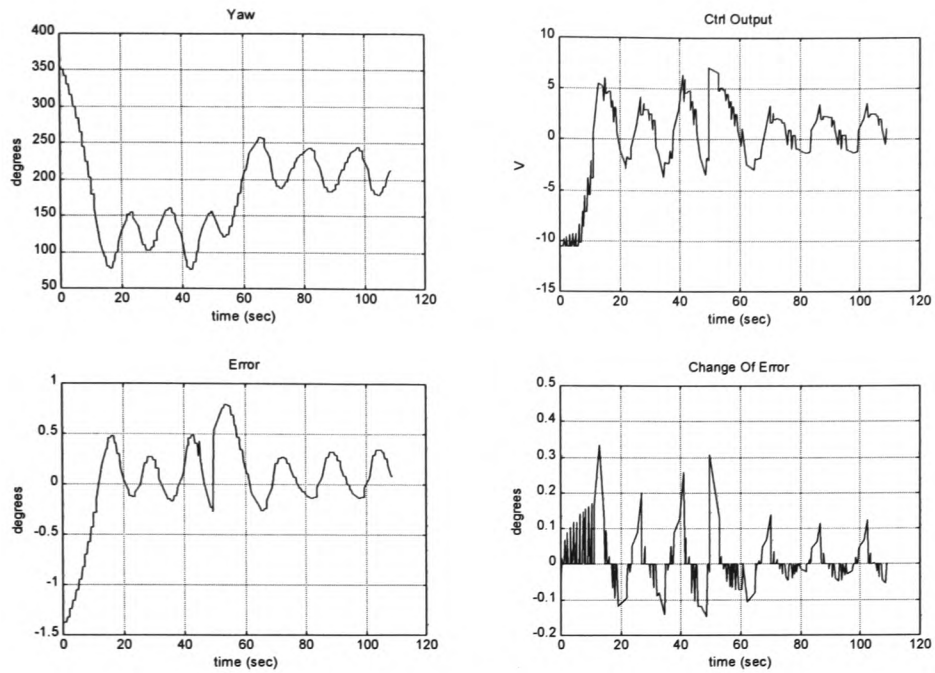 Yaw
400
350
300
250
200
150
100
50
degrees
0 20 40 60 80 100 120
time (sec)
Ctrl Output
10
5
0
-5
-10
-15
V
0 20 40 60 80 100 120
time (sec)
Error
1
0.5
0
-0.5
-1
-1.5
degrees
0 20 40 60 80 100 120
time (sec)
Change Of Error
0.5
0.4
0.3
0.2
0.1
0
-0.1
-0.2
degrees
0 20 40 60 80 100 120
time (sec)